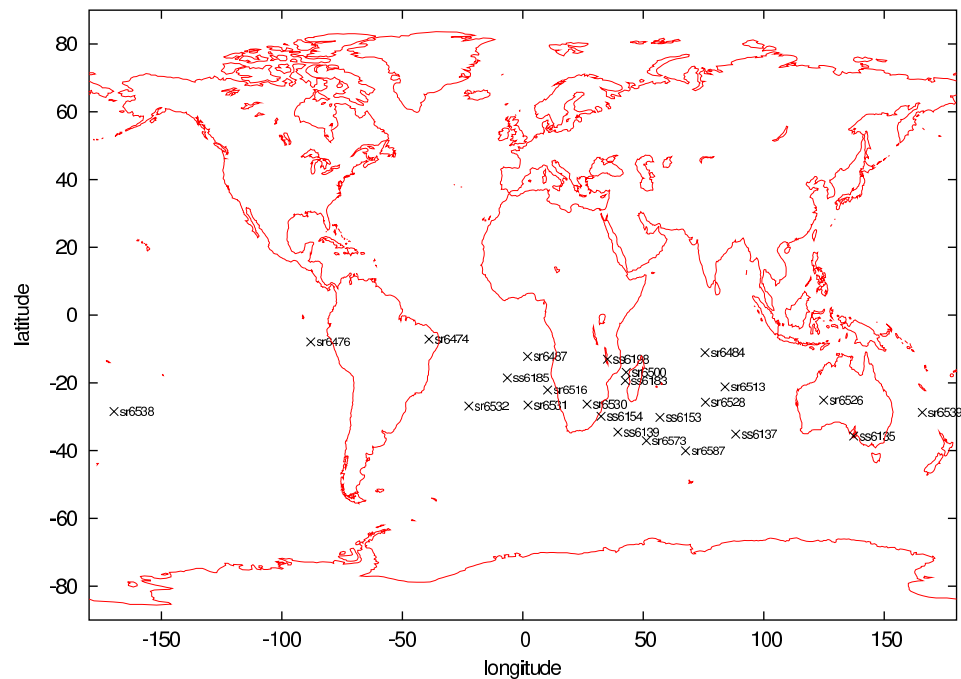 80
60
40
20
0
-20
-40
-60
-80
latitude
sr6474
sr6476
sr6484
sr6487
ss6198
sr6500
ss6183
ss6185
sr6513
sr6516
sr6526
sr6528
sr6530
sr6531
sr6532
sr6538
sr6539
ss6154
ss6153
ss6139
ss6137
ss6135
sr6573
sr6587
-150
-100
-50
0
50
100
150
longitude